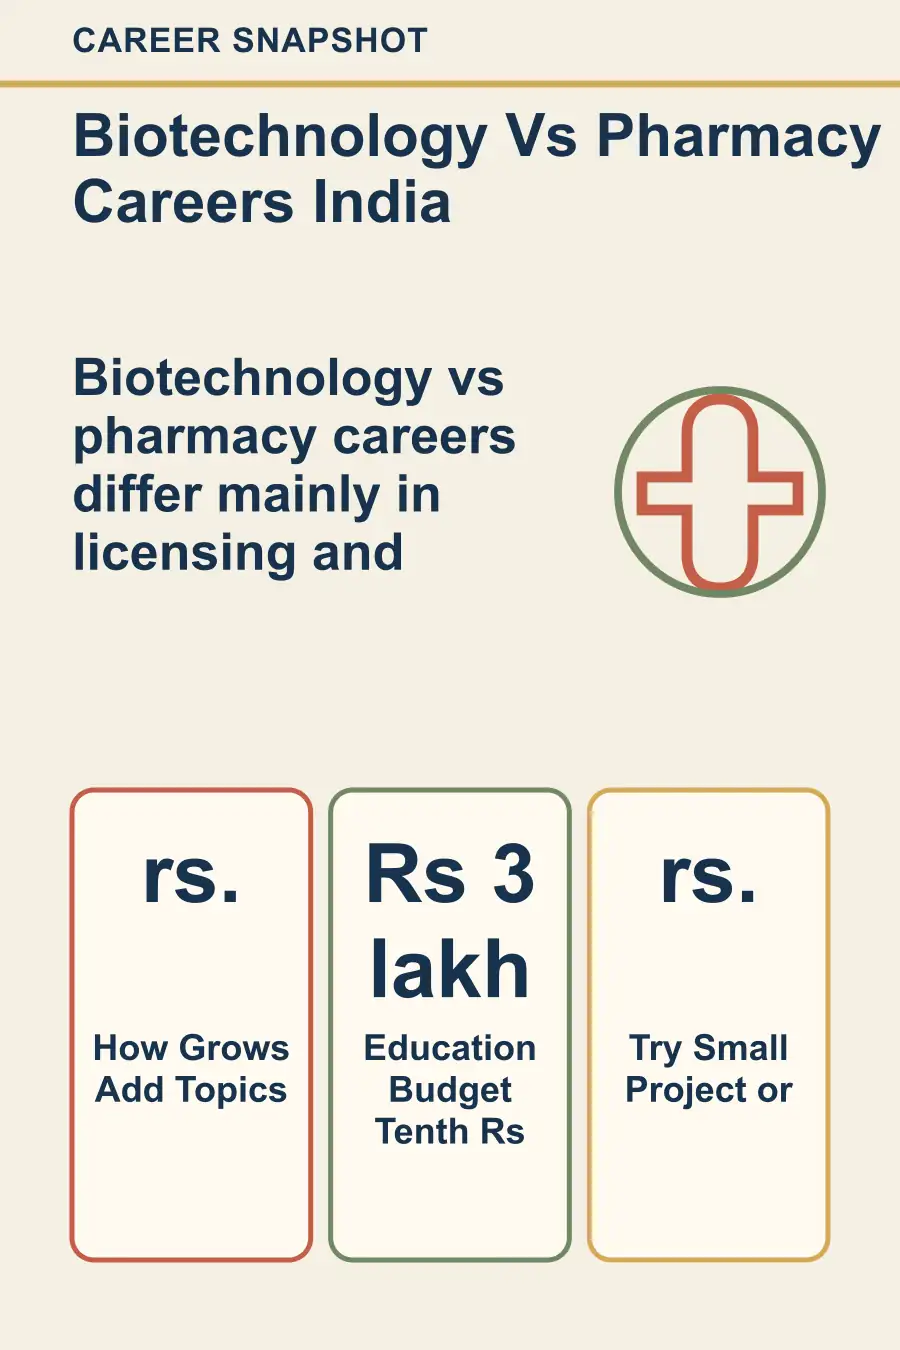 CAREER SNAPSHOT
Biotechnology Vs Pharmacy
Careers India
Biotechnology vs
pharmacy careers
differ mainly in
licensing and
rs.
How Grows
Add Topics
Rs 3
lakh
Education
Budget
Tenth Rs
rs.
Try Small
Project or